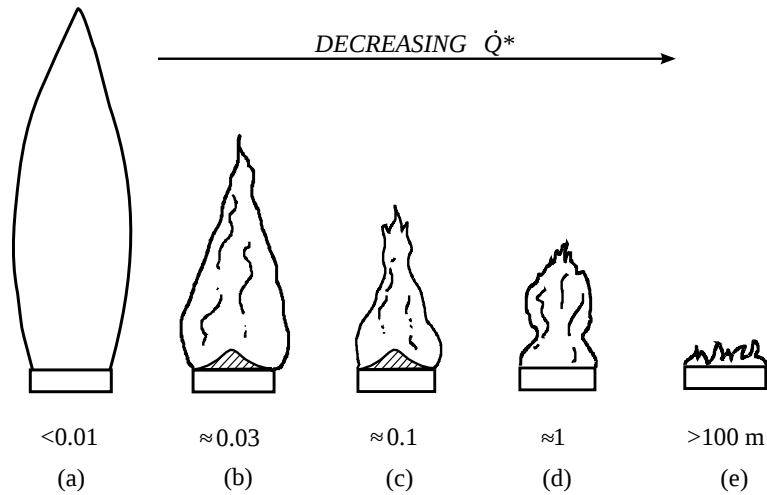 DECREASING Q̇*
<0.01 ≈0.03 ≈0.1 ≈1 >100 m
(a) (b) (c) (d) (e)